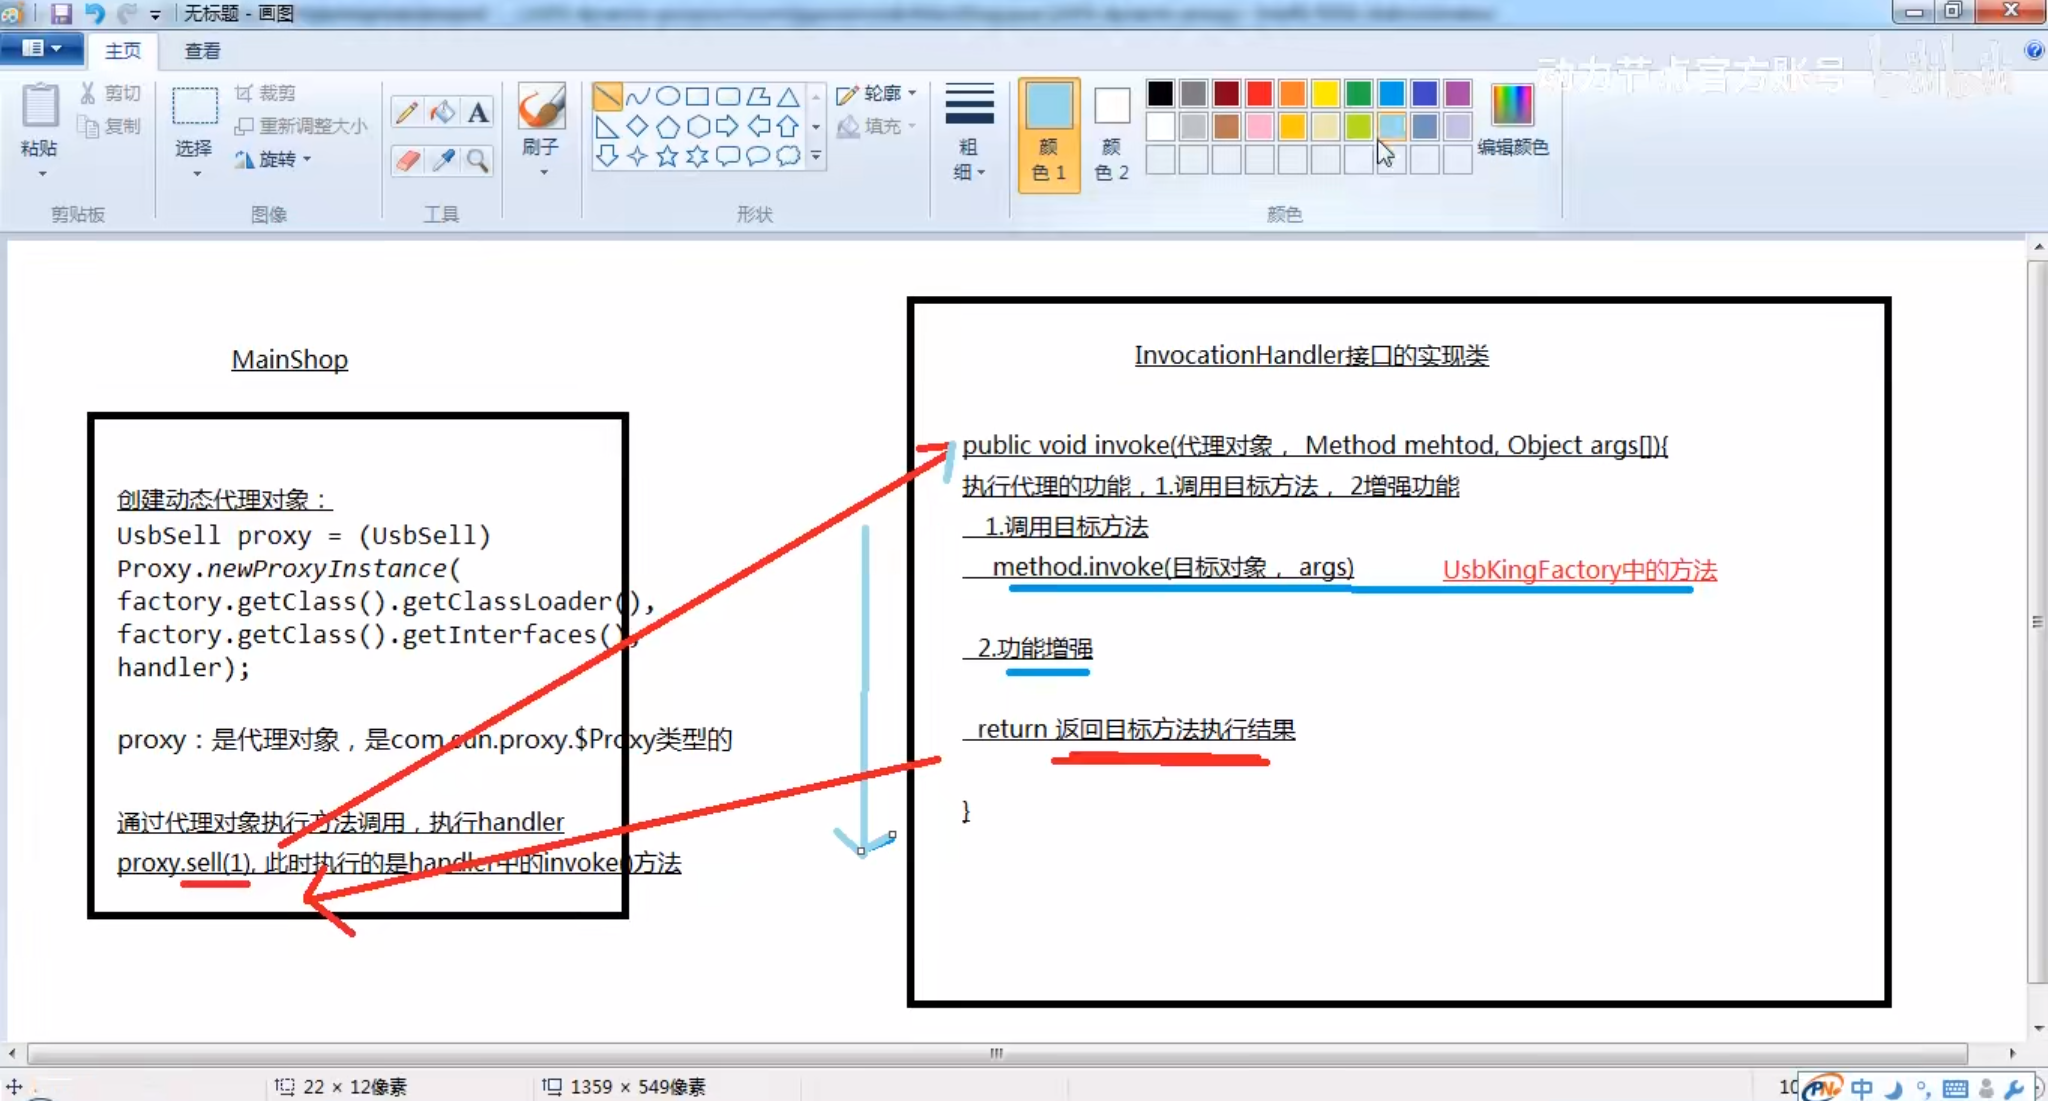 无标题 - 画图
主页
查看
动力节点官方账号
bilibili
粘贴
剪切
复制
剪贴板
选择
裁剪
重新调整大小
旋转
图像
A
工具
刷子
形状
轮廓
填充
粗
细
颜
色 1
颜
色 2
编辑颜色
颜色
MainShop
创建动态代理对象：
UsbSell proxy = (UsbSell)
Proxy.newProxyInstance(
factory.getClass().getClassLoader(),
factory.getClass().getInterfaces(),
handler);
proxy：是代理对象，是com.sun.proxy.$Proxy类型的
通过代理对象执行方法调用，执行handler
proxy.sell(1), 此时执行的是handler中的invoke()方法
InvocationHandler接口的实现类
public void invoke(代理对象， Method mehtod, Object args[]){
执行代理的功能，1.调用目标方法， 2增强功能
1.调用目标方法
method.invoke(目标对象， args) UsbKingFactory中的方法
2.功能增强
return 返回目标方法执行结果
}
22 × 12像素
1359 × 549像素
10
中